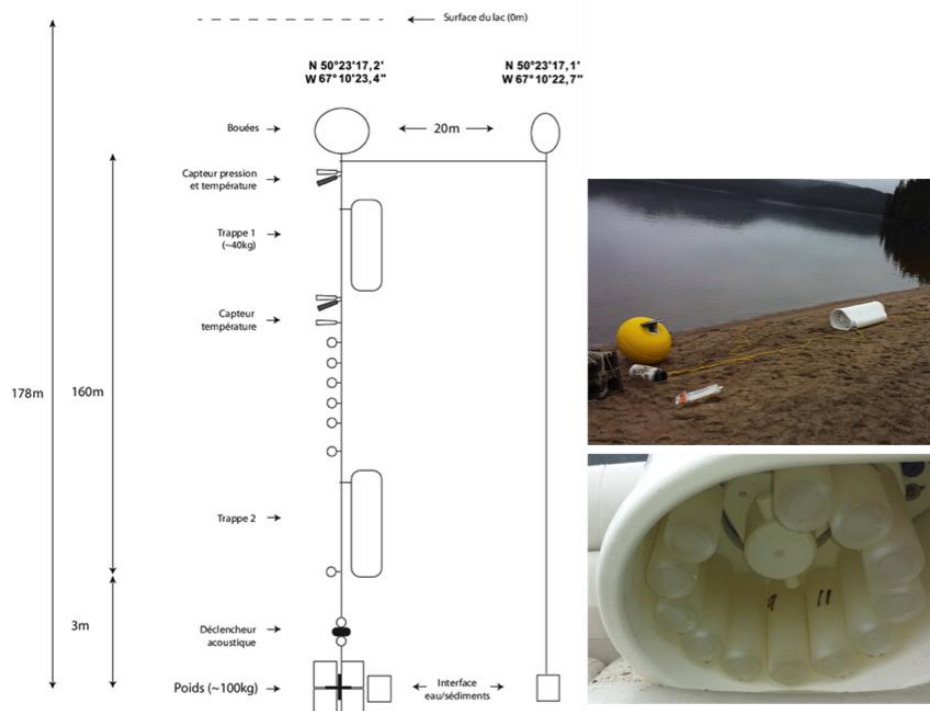 Surface du lac (0m)
N 50°23'17,2'
W 67°10'23,4"
N 50°23'17,1'
W 67°10'22,7"
Bouées
20m
Capteur pression
et température
Trappe 1
(~40kg)
Capteur
température
178m
160m
Trappe 2
3m
Déclencheur
acoustique
Poids (~100kg)
Interface
eau/sédiments
11